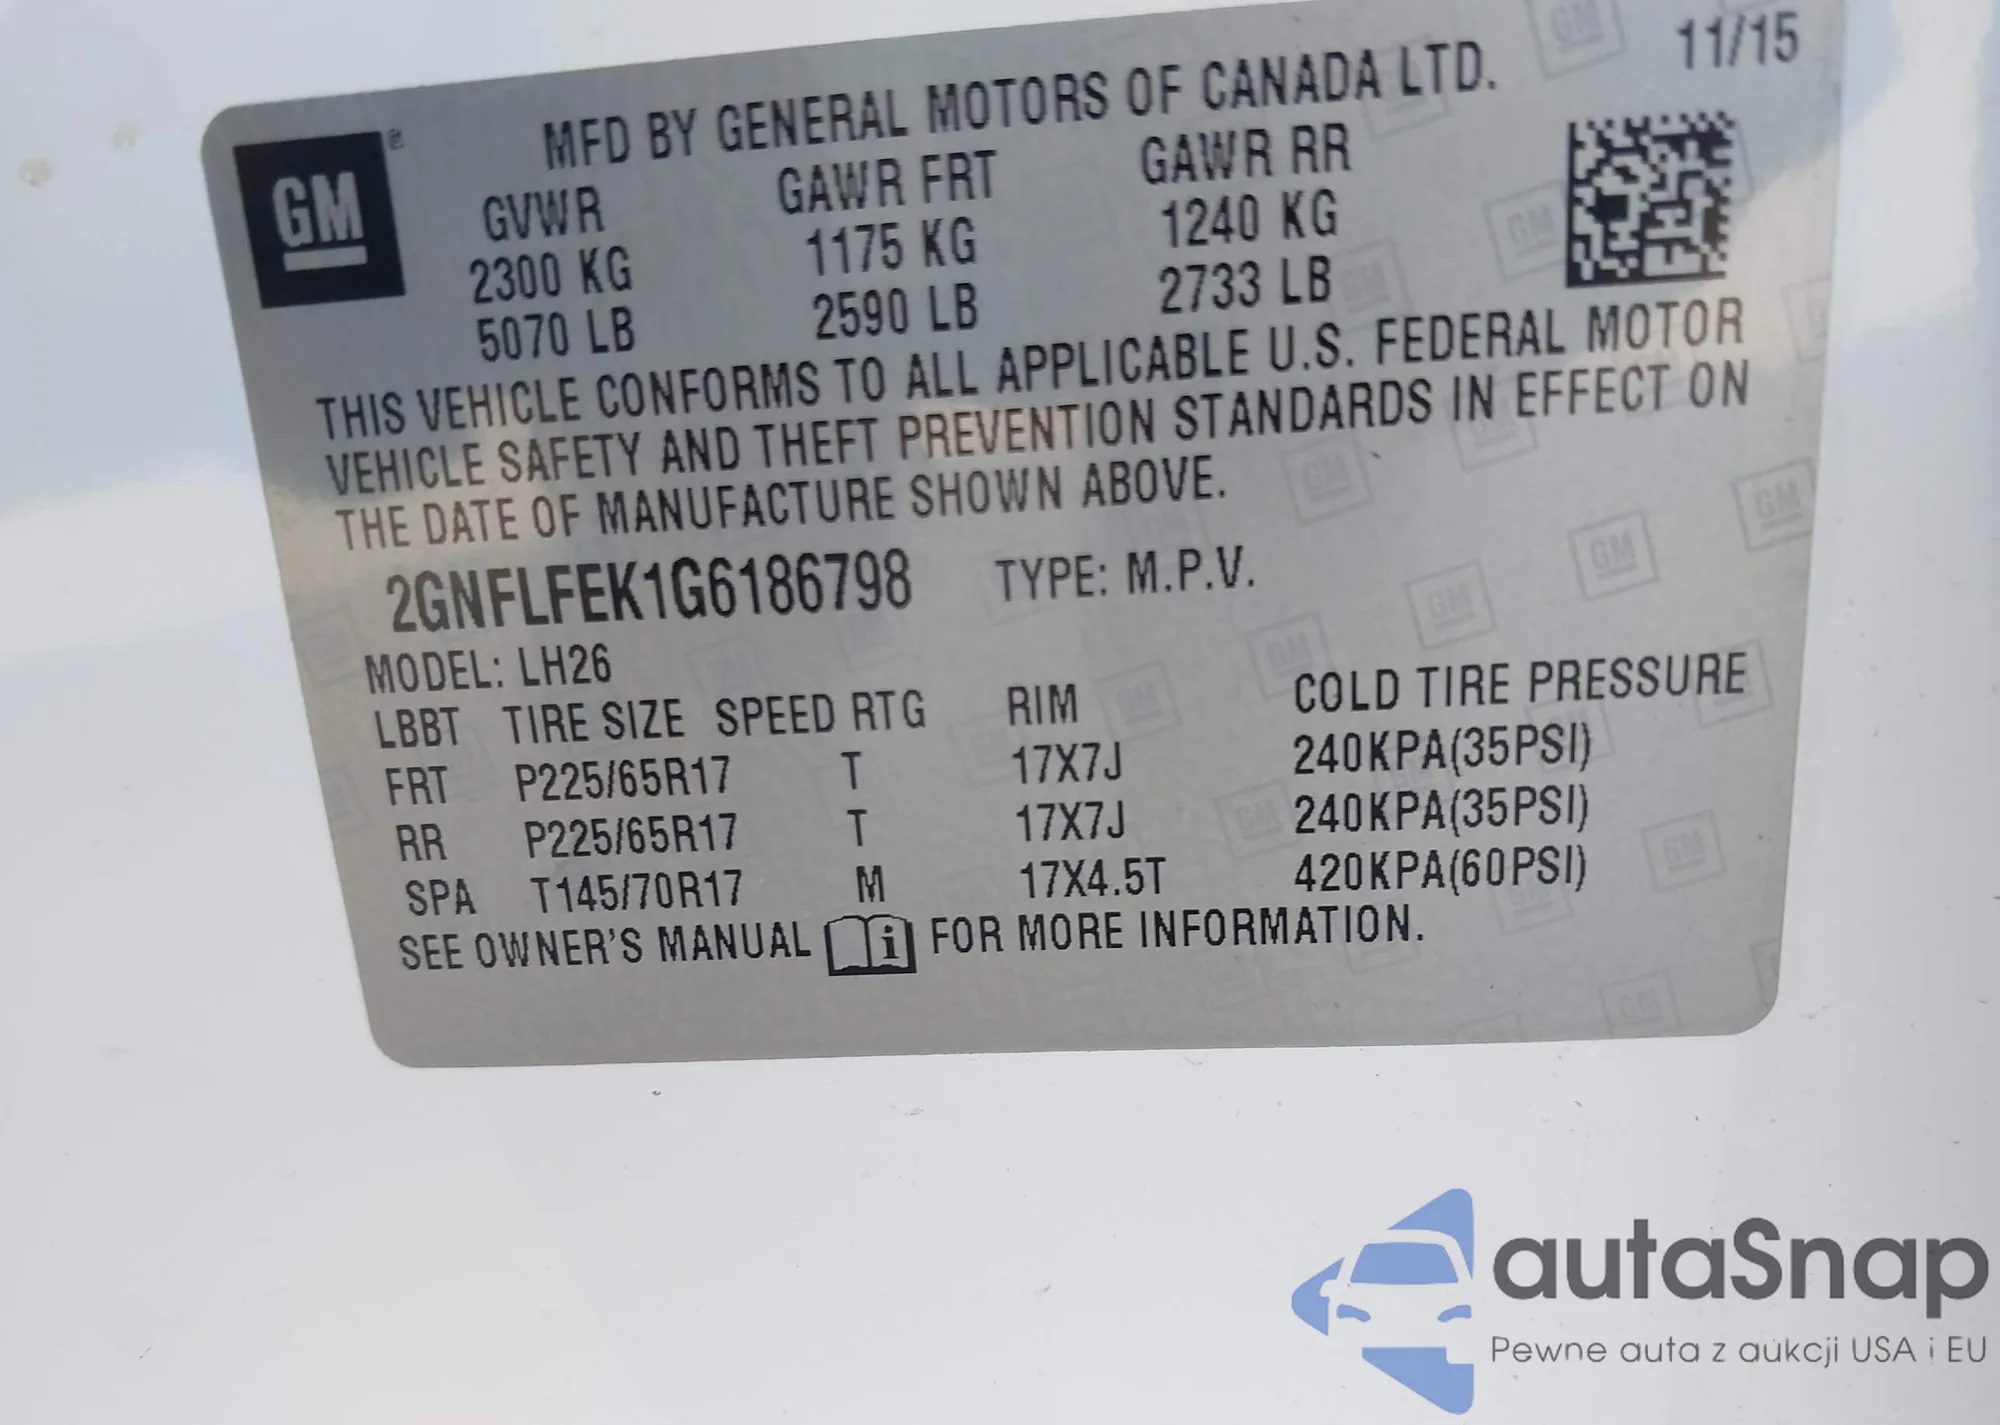 11/15
MFD BY GENERAL MOTORS OF CANADA LTD.
GM®
GVWR GAWR FRT GAWR RR
2300 KG 1175 KG 1240 KG
5070 LB 2590 LB 2733 LB
THIS VEHICLE CONFORMS TO ALL APPLICABLE U.S. FEDERAL MOTOR
VEHICLE SAFETY AND THEFT PREVENTION STANDARDS IN EFFECT ON
THE DATE OF MANUFACTURE SHOWN ABOVE.
2GNFLFEK1G6186798 TYPE: M.P.V.
MODEL: LH26
LBBT TIRE SIZE SPEED RTG RIM COLD TIRE PRESSURE
FRT P225/65R17 T 17X7J 240KPA(35PSI)
RR P225/65R17 T 17X7J 240KPA(35PSI)
SPA T145/70R17 M 17X4.5T 420KPA(60PSI)
SEE OWNER'S MANUAL i FOR MORE INFORMATION.
autaSnap
Pewne auta z aukcji USA i EU